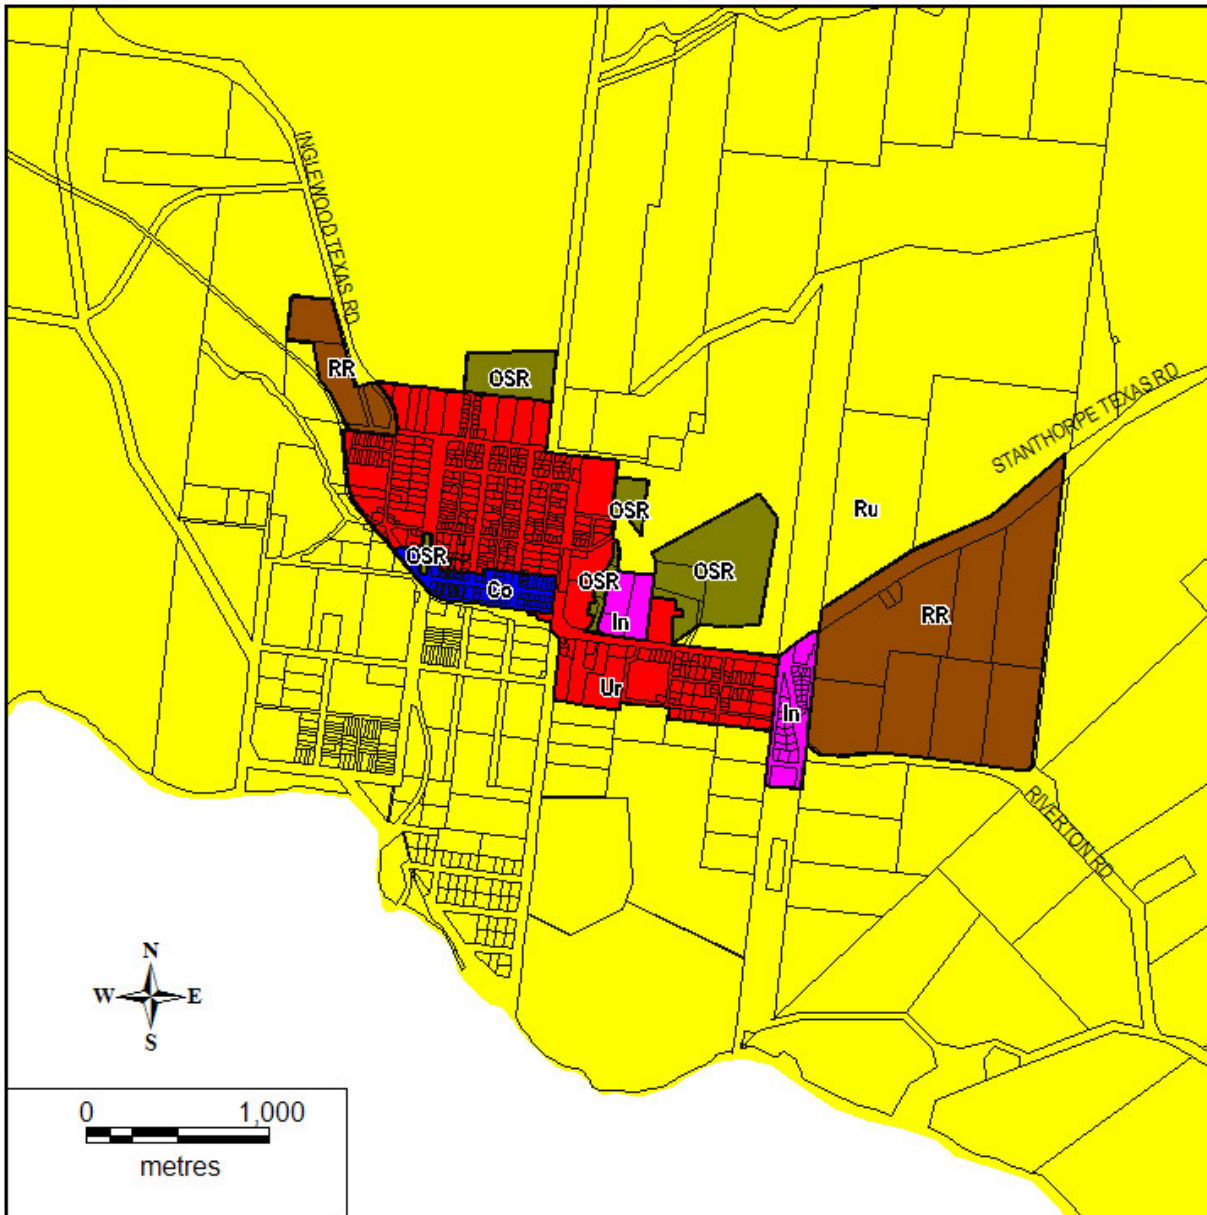 INGLEWOOD TEXAS RD
RR
OSR
STANTHORPE TEXAS RD
OSR
Ru
OSR
OSR
OSR
Co
In
RR
Ur
In
RIVERTON RD
N
W E
S
0 1,000
metres